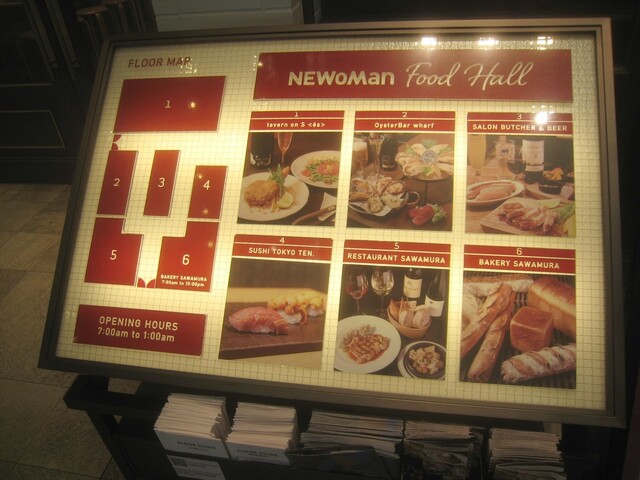 FLOOR MAP
NEWoMan Food Hall
1
2
3
4
5
6
BAKERY SAWAMURA
7:00am to 10:00pm
OPENING HOURS
7:00am to 1:00am
1
tavern on S <és>
2
OysterBar wharf
3
SALON BUTCHER & BEER
4
SUSHI TOKYO TEN.
5
RESTAURANT SAWAMURA
6
BAKERY SAWAMURA